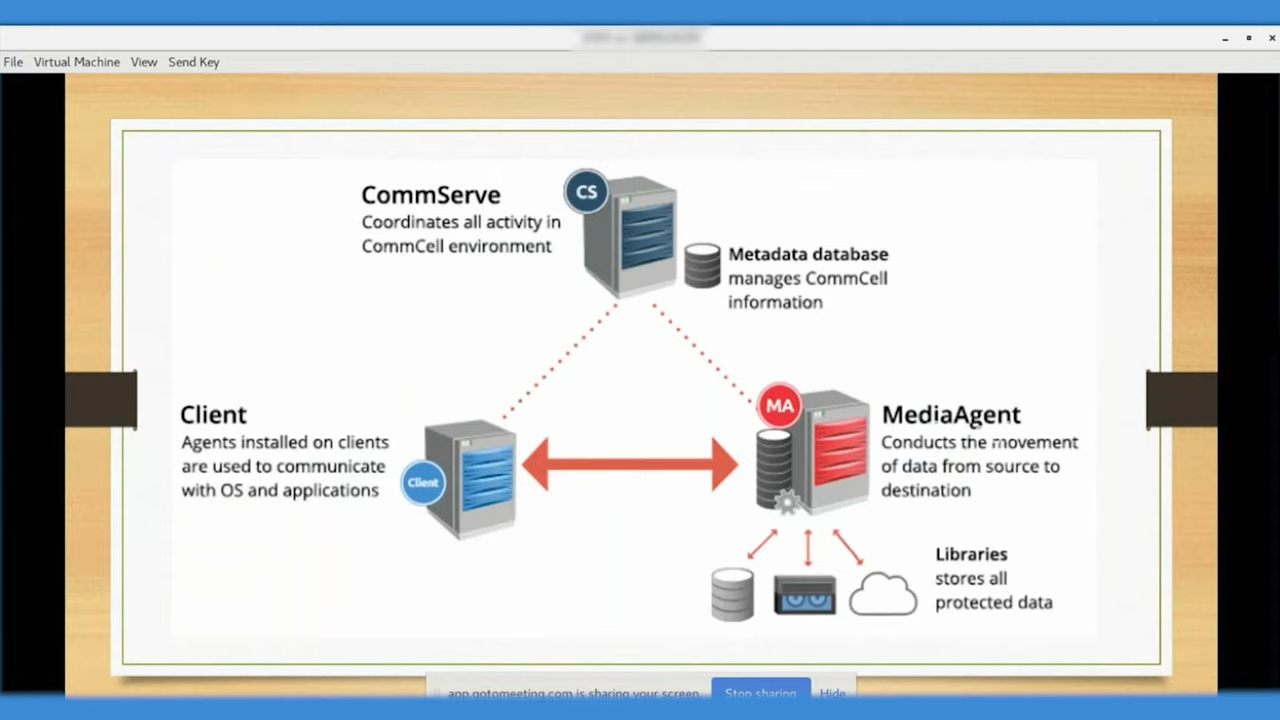 File Virtual Machine View Send Key
CommServe
Coordinates all activity in
CommCell environment
CS
Metadata database
manages CommCell
information
Client
Agents installed on clients
are used to communicate
with OS and applications
Client
MA
MediaAgent
Conducts the movement
of data from source to
destination
Libraries
stores all
protected data
app.gotomeeting.com is sharing your screen. Stop sharing Hide